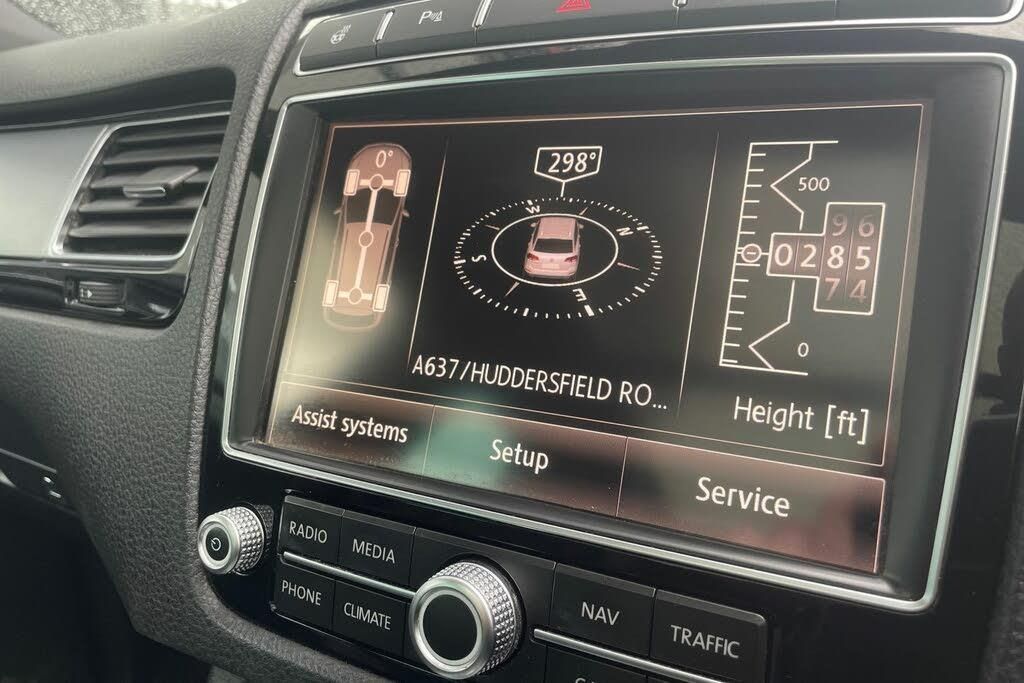 P
0°
298°
W
N
S
E
500
96
0285
74
0
A637/HUDDERSFIELD RO...
Height [ft]
Assist systems
Setup
Service
RADIO
MEDIA
PHONE
CLIMATE
NAV
TRAFFIC